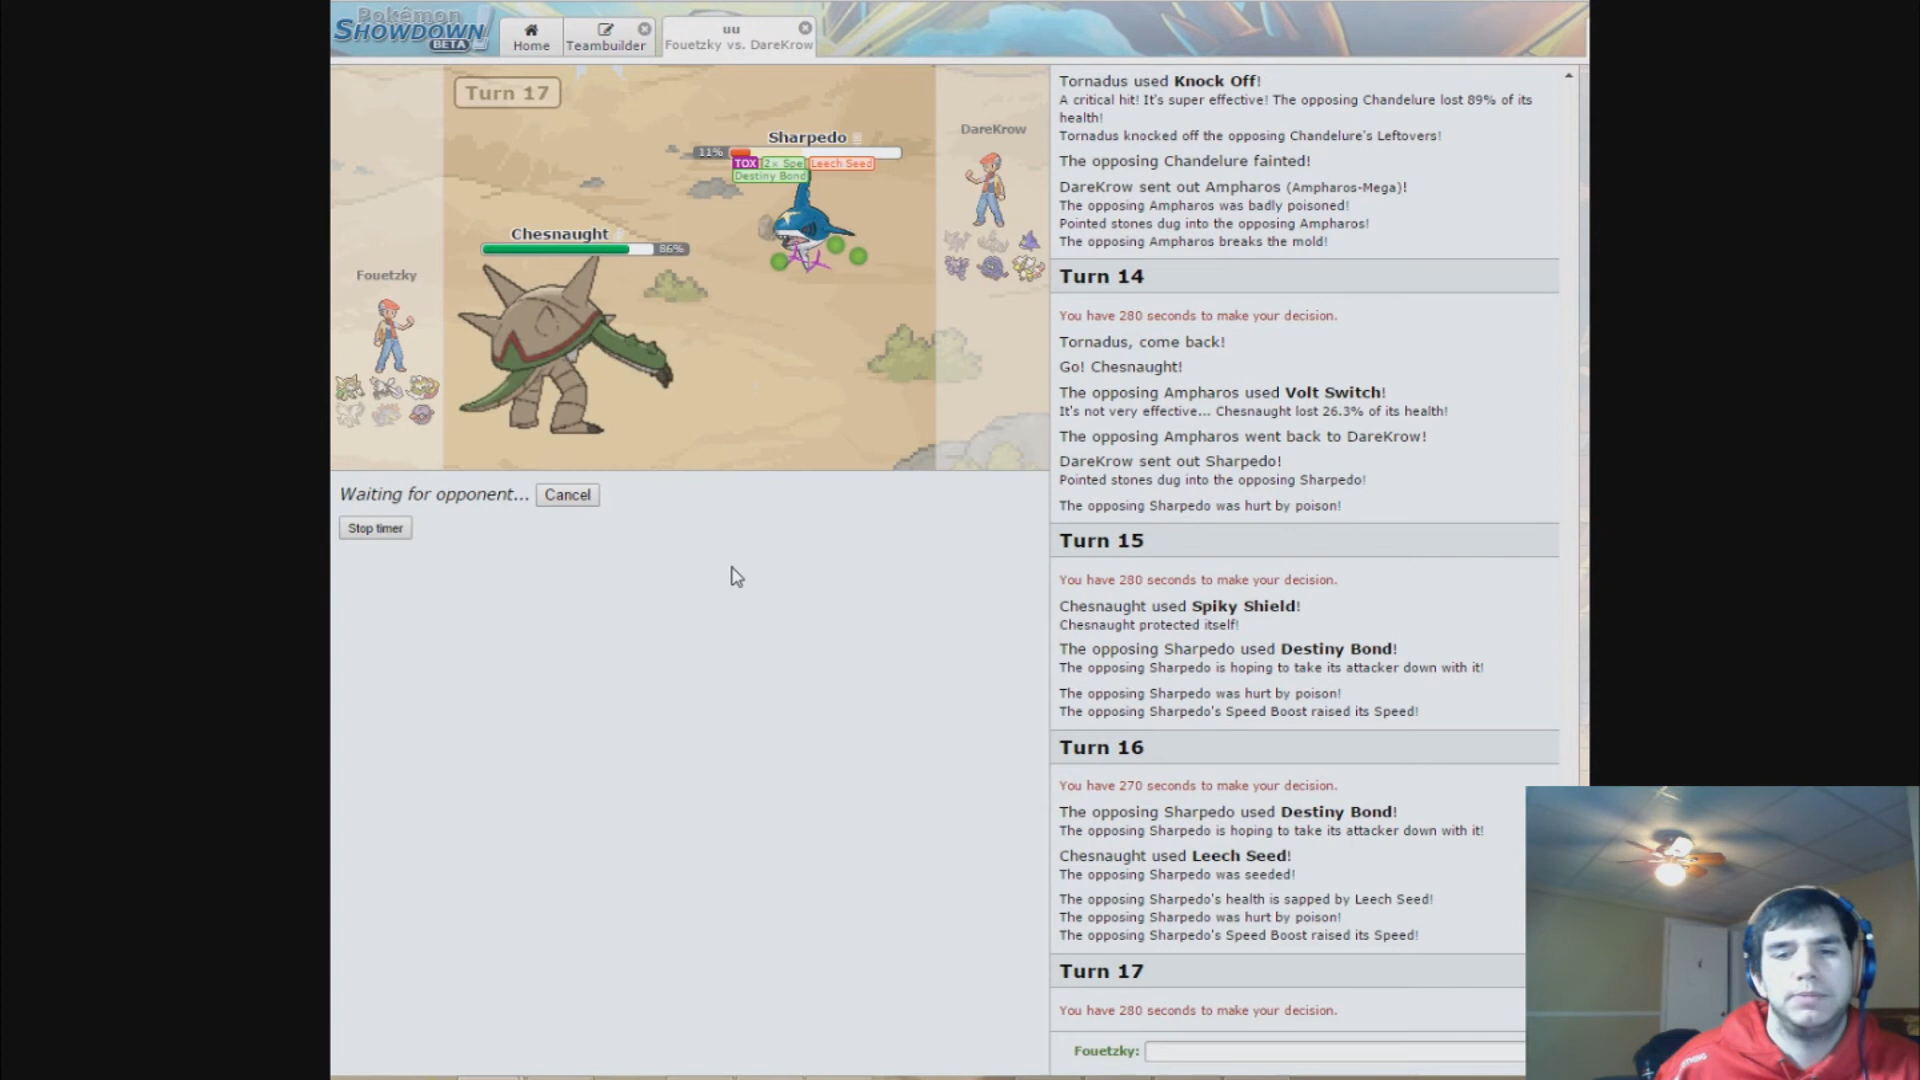 Pokémon
SHOWDOWN!
BETA
Home
Teambuilder
uu
Fouetzky vs. DareKrow
Turn 17
Sharpedo
11%
TOX 2× Spe Leech Seed
Destiny Bond
Chesnaught
86%
DareKrow
Fouetzky
Waiting for opponent... Cancel
Stop timer
Tornadus used Knock Off!
A critical hit! It's super effective! The opposing Chandelure lost 89% of its
health!
Tornadus knocked off the opposing Chandelure's Leftovers!
The opposing Chandelure fainted!
DareKrow sent out Ampharos (Ampharos-Mega)!
The opposing Ampharos was badly poisoned!
Pointed stones dug into the opposing Ampharos!
The opposing Ampharos breaks the mold!
Turn 14
You have 280 seconds to make your decision.
Tornadus, come back!
Go! Chesnaught!
The opposing Ampharos used Volt Switch!
It's not very effective... Chesnaught lost 26.3% of its health!
The opposing Ampharos went back to DareKrow!
DareKrow sent out Sharpedo!
Pointed stones dug into the opposing Sharpedo!
The opposing Sharpedo was hurt by poison!
Turn 15
You have 280 seconds to make your decision.
Chesnaught used Spiky Shield!
Chesnaught protected itself!
The opposing Sharpedo used Destiny Bond!
The opposing Sharpedo is hoping to take its attacker down with it!
The opposing Sharpedo was hurt by poison!
The opposing Sharpedo's Speed Boost raised its Speed!
Turn 16
You have 270 seconds to make your decision.
The opposing Sharpedo used Destiny Bond!
The opposing Sharpedo is hoping to take its attacker down with it!
Chesnaught used Leech Seed!
The opposing Sharpedo was seeded!
The opposing Sharpedo's health is sapped by Leech Seed!
The opposing Sharpedo was hurt by poison!
The opposing Sharpedo's Speed Boost raised its Speed!
Turn 17
You have 280 seconds to make your decision.
Fouetzky: